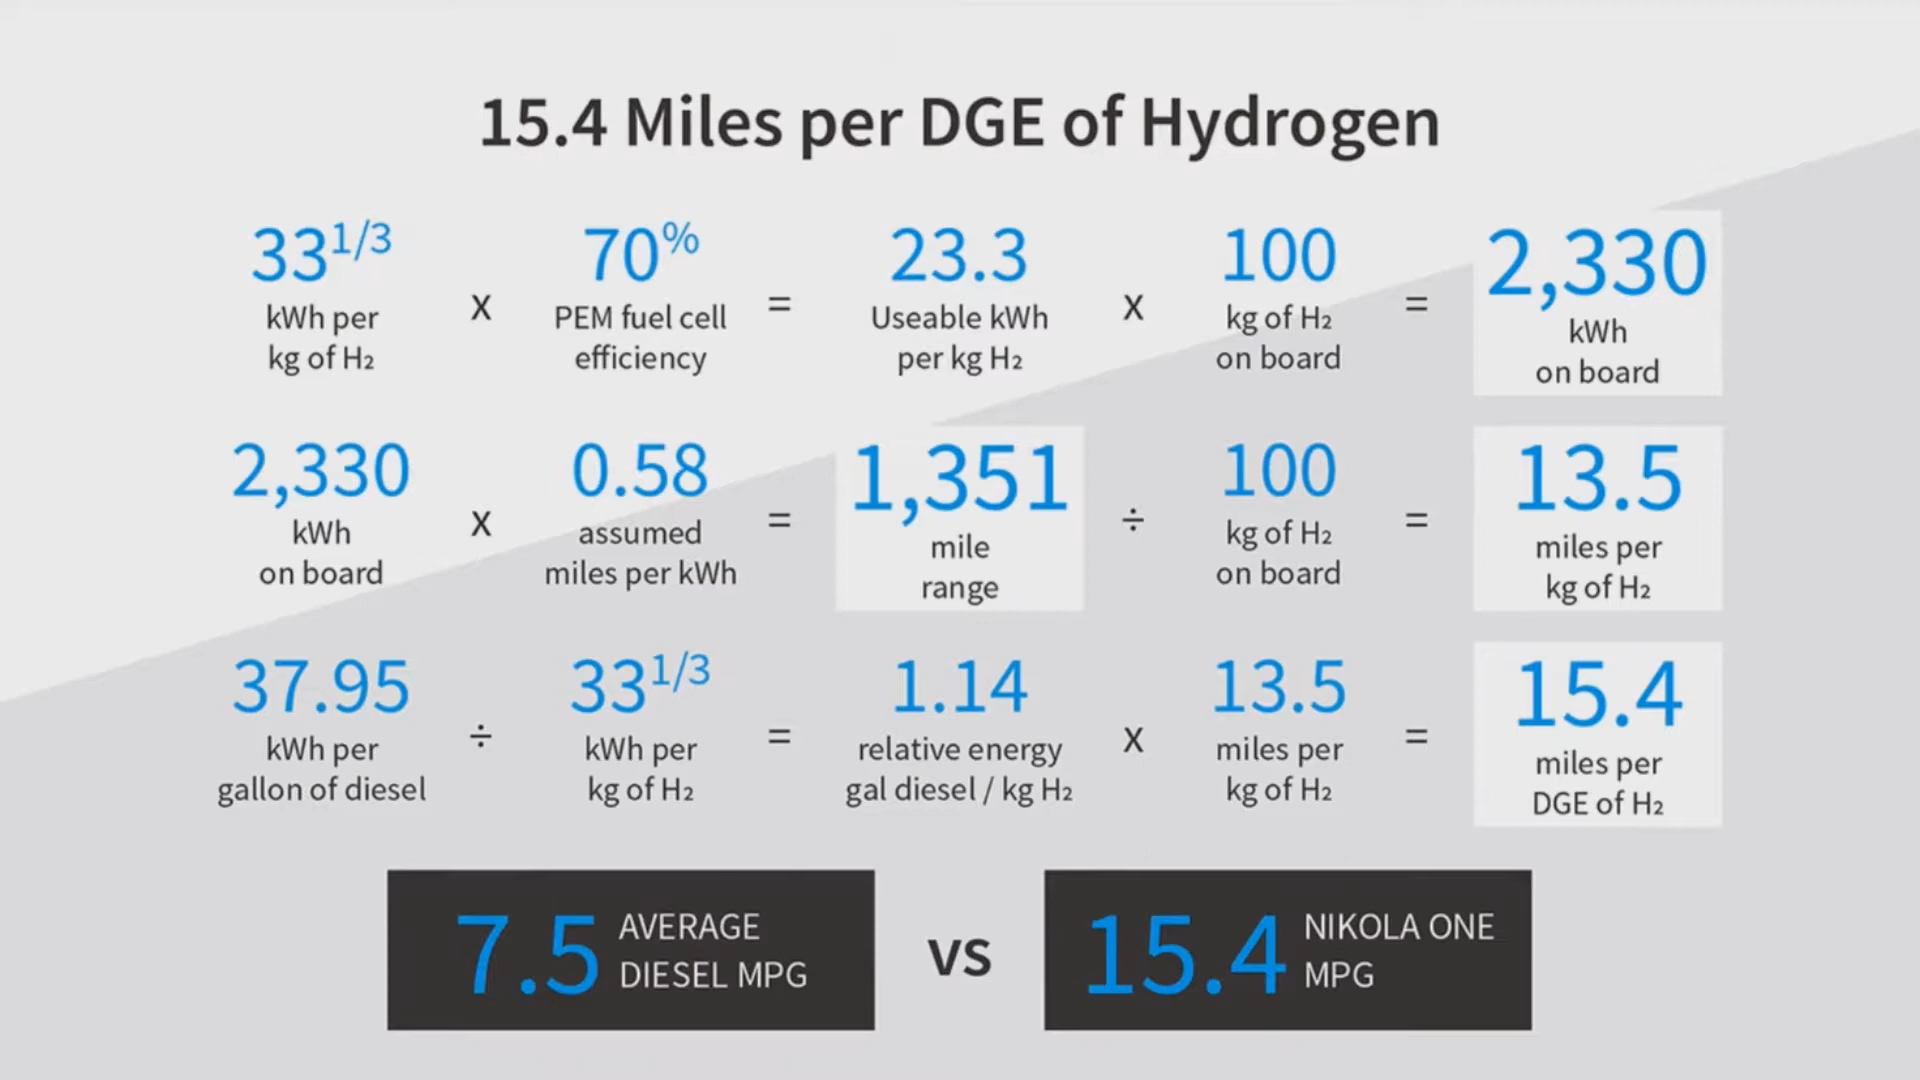 15.4 Miles per DGE of Hydrogen
33 1/3 x 70% = 23.3 x 100 = 2,330
kWh per PEM fuel cell Useable kWh kg of H₂ kWh
kg of H₂ efficiency per kg H₂ on board on board
2,330 x 0.58 = 1,351 ÷ 100 = 13.5
kWh assumed mile kg of H₂ miles per
on board miles per kWh range on board kg of H₂
37.95 ÷ 33 1/3 = 1.14 x 13.5 = 15.4
kWh per kWh per relative energy miles per miles per
gallon of diesel kg of H₂ gal diesel / kg H₂ kg of H₂ DGE of H₂
7.5 AVERAGE DIESEL MPG VS 15.4 NIKOLA ONE MPG